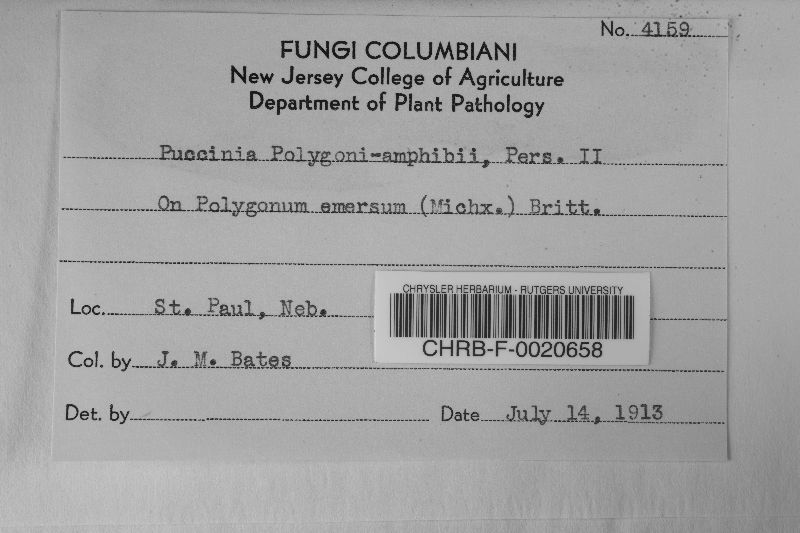 No. 4159
FUNGI COLUMBIANI
New Jersey College of Agriculture
Department of Plant Pathology
Puccinia Polygoni-amphibii, Pers. II
On Polygonum emersum (Michx.) Britt.
Loc. St. Paul, Neb.
CHRYSLER HERBARIUM - RUTGERS UNIVERSITY
CHRB-F-0020658
Col. by J. M. Bates
Det. by
Date July 14, 1913